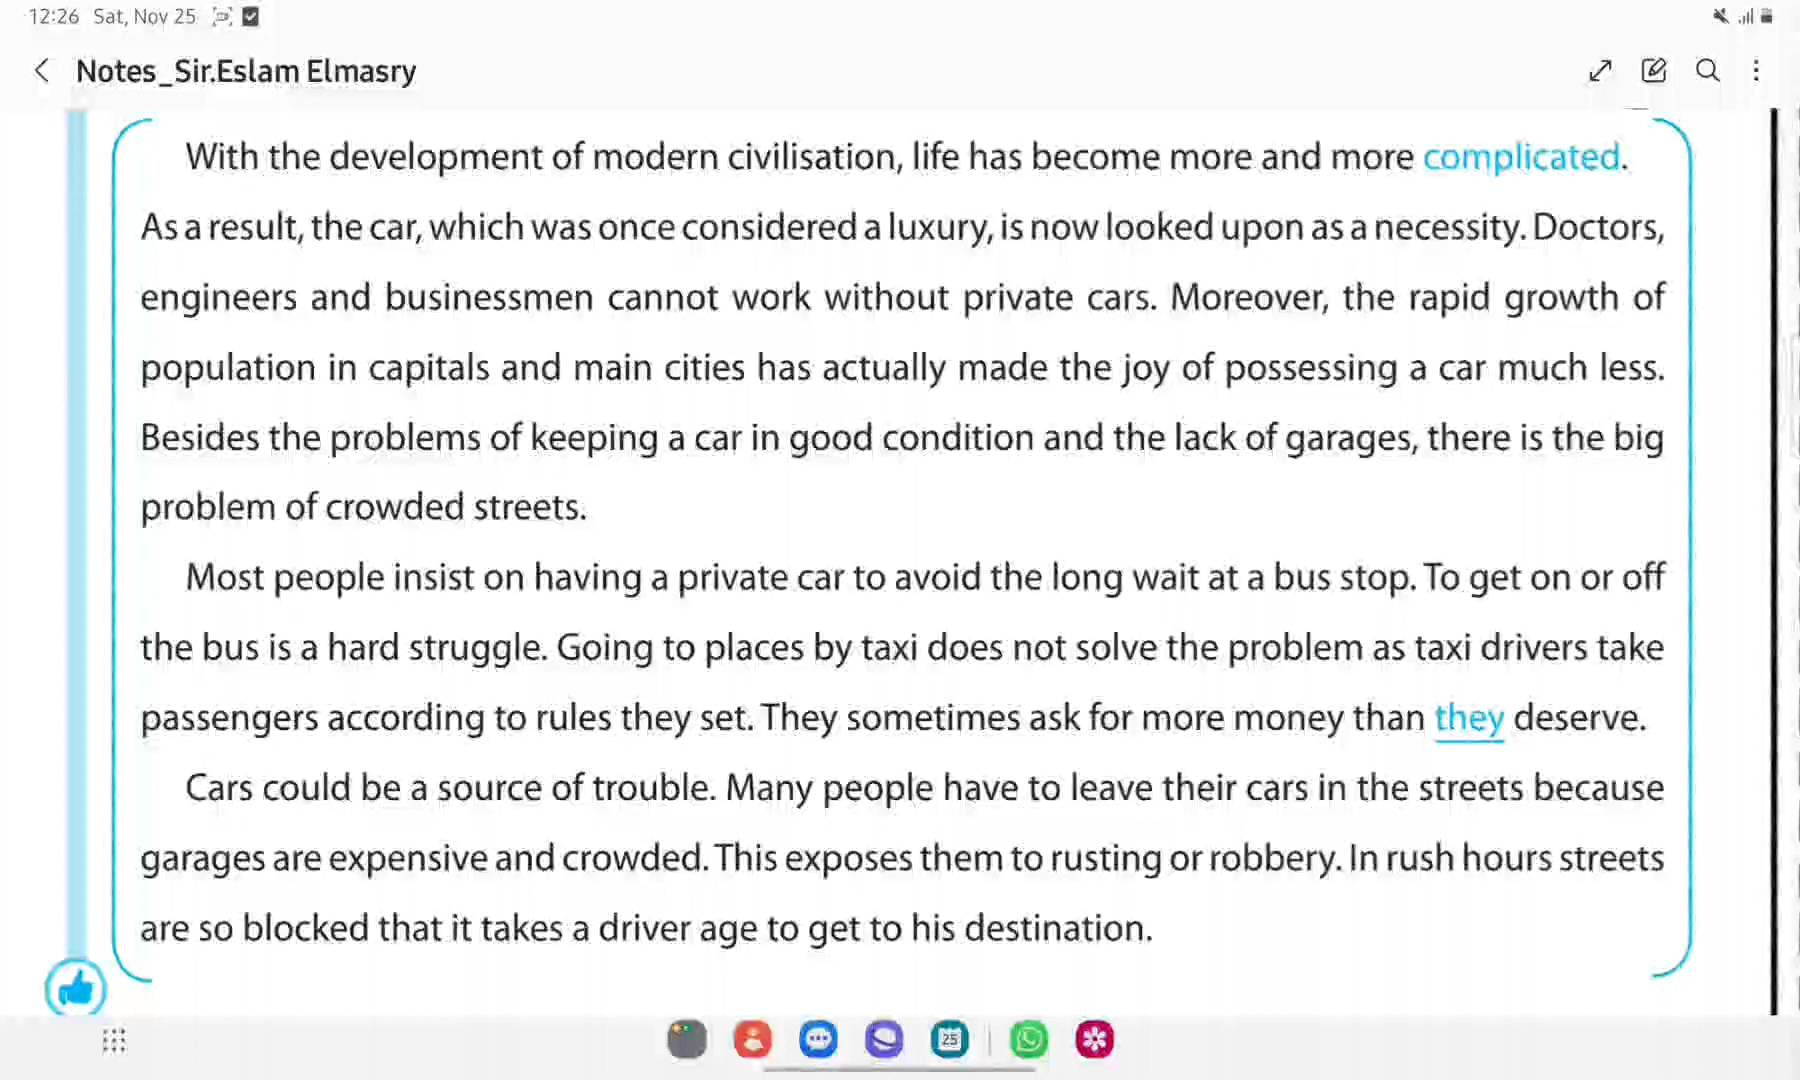 12:26 Sat, Nov 25
Notes_Sir.Eslam Elmasry
With the development of modern civilisation, life has become more and more complicated.
As a result, the car, which was once considered a luxury, is now looked upon as a necessity. Doctors,
engineers and businessmen cannot work without private cars. Moreover, the rapid growth of
population in capitals and main cities has actually made the joy of possessing a car much less.
Besides the problems of keeping a car in good condition and the lack of garages, there is the big
problem of crowded streets.
Most people insist on having a private car to avoid the long wait at a bus stop. To get on or off
the bus is a hard struggle. Going to places by taxi does not solve the problem as taxi drivers take
passengers according to rules they set. They sometimes ask for more money than they deserve.
Cars could be a source of trouble. Many people have to leave their cars in the streets because
garages are expensive and crowded. This exposes them to rusting or robbery. In rush hours streets
are so blocked that it takes a driver age to get to his destination.
25